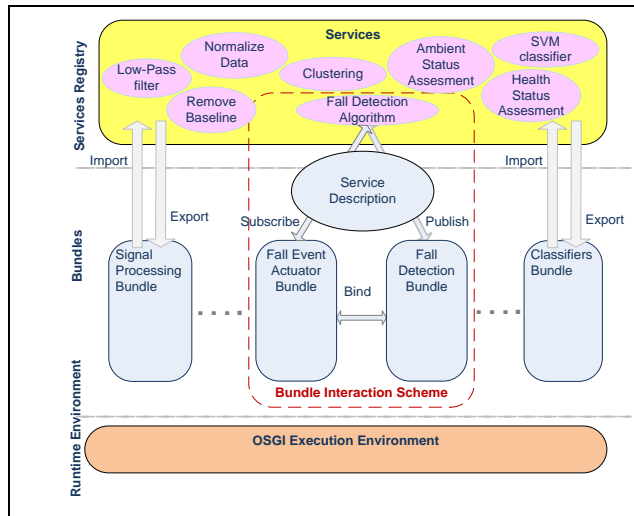 Services Registry
Services
Low-Pass
filter
Normalize
Data
Remove
Baseline
Clustering
Fall Detection
Algorithm
Ambient
Status
Assesment
SVM
classifier
Health
Status
Assesment
Import
Import
Export
Export
Service
Description
Subscribe
Publish
Bundles
Signal
Processing
Bundle
Fall Event
Actuator
Bundle
Bind
Fall
Detection
Bundle
Classifiers
Bundle
Bundle Interaction Scheme
Runtime Environment
OSGI Execution Environment